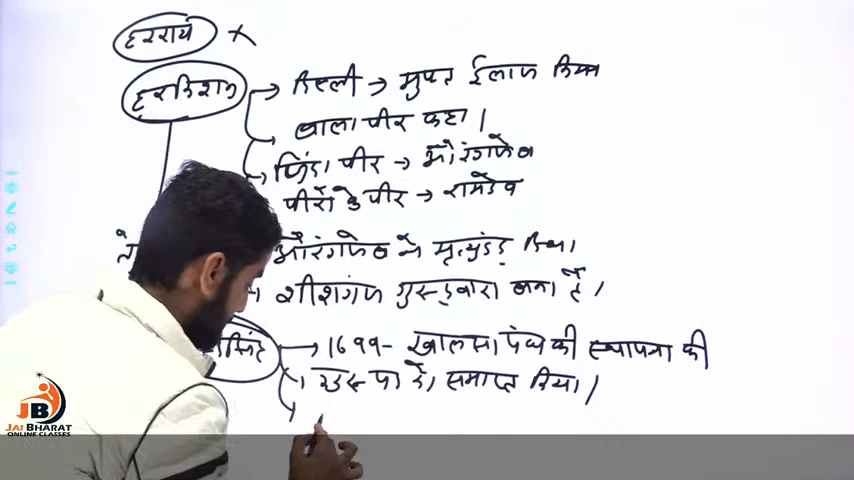 हरराय ×
हरकिशन → दिल्ली → मुफ्त ईलाज किया
बाला पीर कहा।
जिंदा पीर → औरंगजेब
पीरों के पीर → रामदेव
औरंगजेब ने मृत्युदंड दिया
शीशगंज गुरुद्वारा बना है।
→ 1699- खालसा पंथ की स्थापना की
समाप्त किया।
JB
JAI BHARAT
ONLINE CLASSES